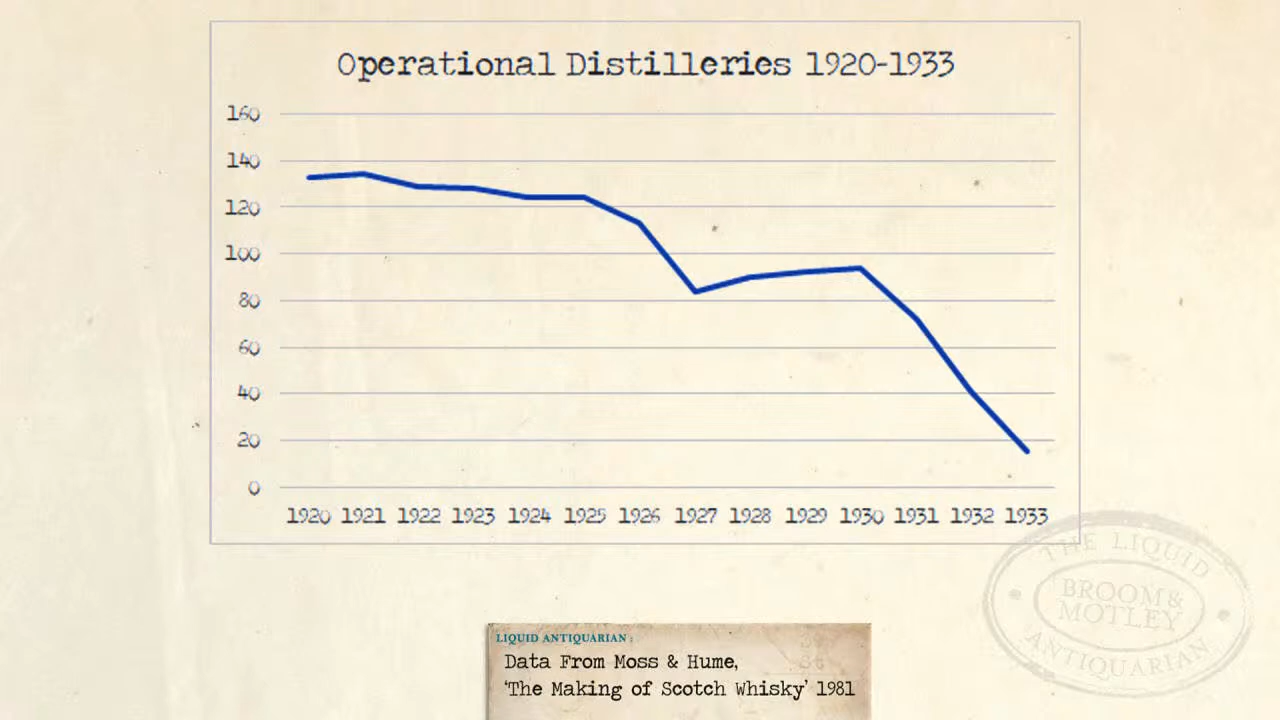 Operational Distilleries 1920-1933
160
140
120
100
80
60
40
20
0
1920 1921 1922 1923 1924 1925 1926 1927 1928 1929 1930 1931 1932 1933
THE LIQUID
BROOM &
MOTLEY
ANTIQUARIAN
LIQUID ANTIQUARIAN :
Data From Moss & Hume,
'The Making of Scotch Whisky' 1981